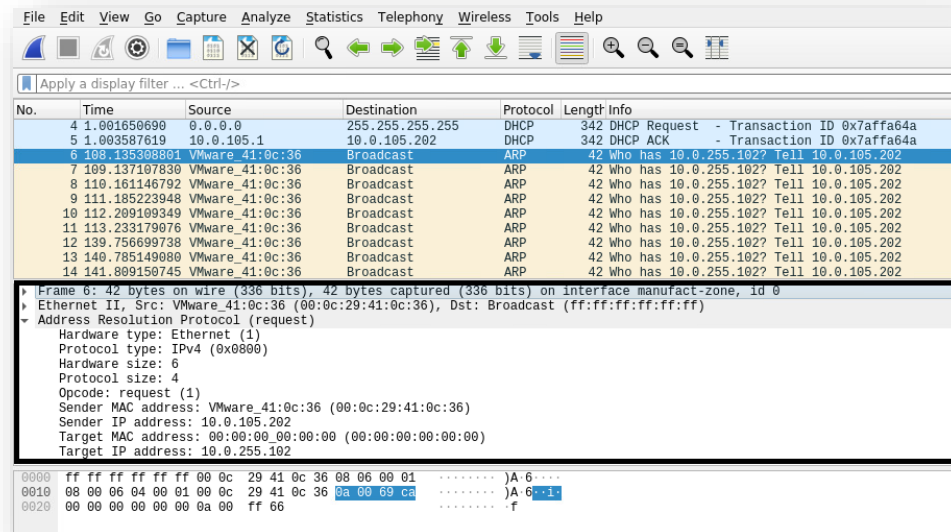 File Edit View Go Capture Analyze Statistics Telephony Wireless Tools Help
Apply a display filter ... <Ctrl-/>
No. Time Source Destination Protocol Length Info
4 1.001650690 0.0.0.0 255.255.255.255 DHCP 342 DHCP Request - Transaction ID 0x7affa64a
5 1.003587619 10.0.105.1 10.0.105.202 DHCP 342 DHCP ACK - Transaction ID 0x7affa64a
6 108.135308801 VMware_41:0c:36 Broadcast ARP 42 Who has 10.0.255.102? Tell 10.0.105.202
7 109.137107830 VMware_41:0c:36 Broadcast ARP 42 Who has 10.0.255.102? Tell 10.0.105.202
8 110.161146792 VMware_41:0c:36 Broadcast ARP 42 Who has 10.0.255.102? Tell 10.0.105.202
9 111.185223948 VMware_41:0c:36 Broadcast ARP 42 Who has 10.0.255.102? Tell 10.0.105.202
10 112.209109349 VMware_41:0c:36 Broadcast ARP 42 Who has 10.0.255.102? Tell 10.0.105.202
11 113.233179076 VMware_41:0c:36 Broadcast ARP 42 Who has 10.0.255.102? Tell 10.0.105.202
12 139.756699738 VMware_41:0c:36 Broadcast ARP 42 Who has 10.0.255.102? Tell 10.0.105.202
13 140.785149080 VMware_41:0c:36 Broadcast ARP 42 Who has 10.0.255.102? Tell 10.0.105.202
14 141.809150745 VMware_41:0c:36 Broadcast ARP 42 Who has 10.0.255.102? Tell 10.0.105.202
Frame 6: 42 bytes on wire (336 bits), 42 bytes captured (336 bits) on interface manufact-zone, id 0
Ethernet II, Src: VMware_41:0c:36 (00:0c:29:41:0c:36), Dst: Broadcast (ff:ff:ff:ff:ff:ff)
Address Resolution Protocol (request)
Hardware type: Ethernet (1)
Protocol type: IPv4 (0x0800)
Hardware size: 6
Protocol size: 4
Opcode: request (1)
Sender MAC address: VMware_41:0c:36 (00:0c:29:41:0c:36)
Sender IP address: 10.0.105.202
Target MAC address: 00:00:00_00:00:00 (00:00:00:00:00:00)
Target IP address: 10.0.255.102
0000 ff ff ff ff ff ff 00 0c 29 41 0c 36 08 06 00 01 ········ )A·6····
0010 08 00 06 04 00 01 00 0c 29 41 0c 36 0a 00 69 ca ········ )A·6··i·
0020 00 00 00 00 00 00 0a 00 ff 66 ········ ·f